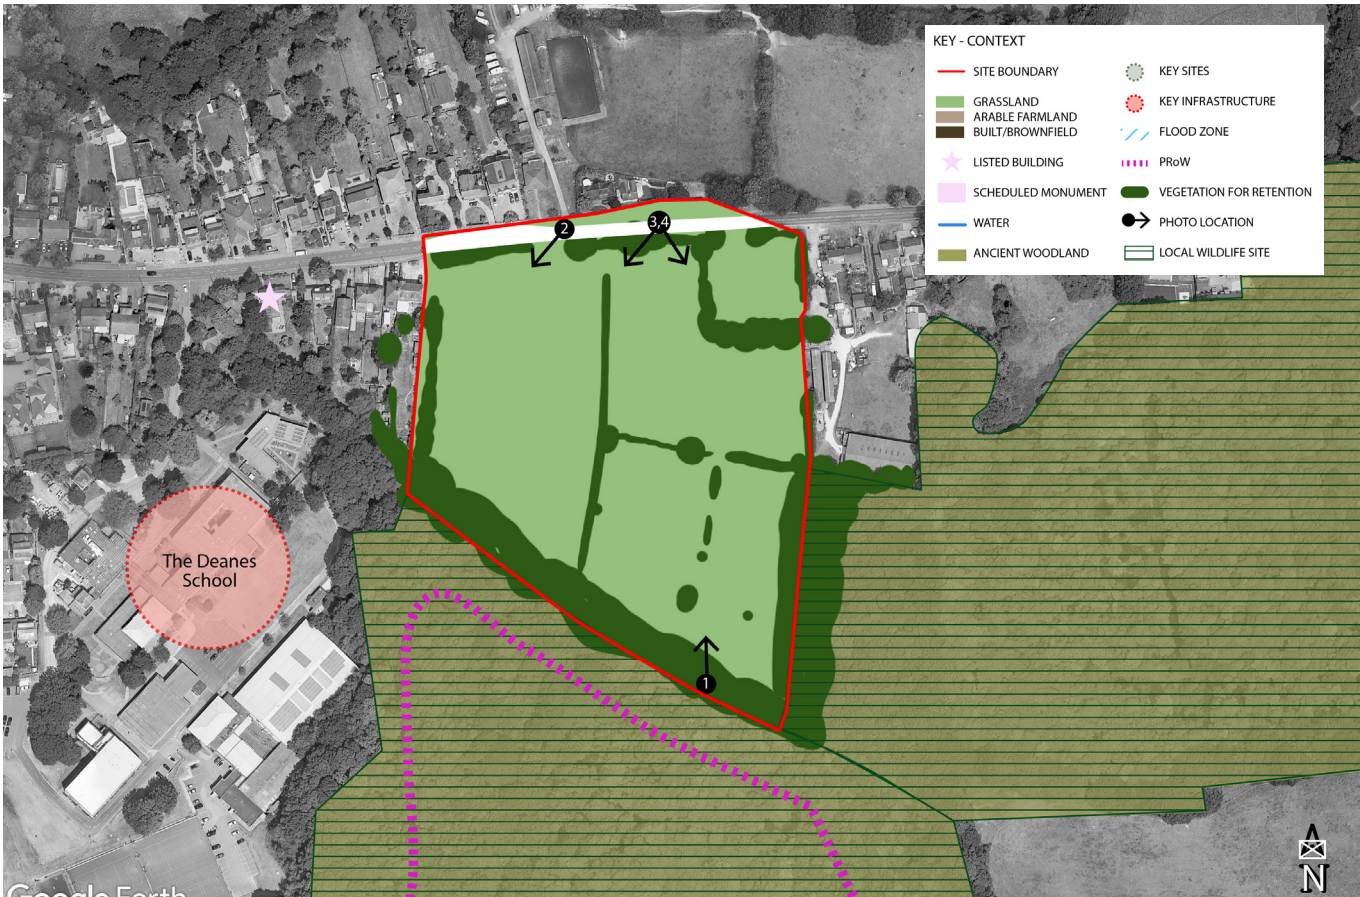 KEY - CONTEXT
SITE BOUNDARY
GRASSLAND
ARABLE FARMLAND
BUILT/BROWNFIELD
LISTED BUILDING
SCHEDULED MONUMENT
WATER
ANCIENT WOODLAND
KEY SITES
KEY INFRASTRUCTURE
FLOOD ZONE
PRoW
VEGETATION FOR RETENTION
PHOTO LOCATION
LOCAL WILDLIFE SITE
2
3,4
The Deanes
School
1
N
Google Earth